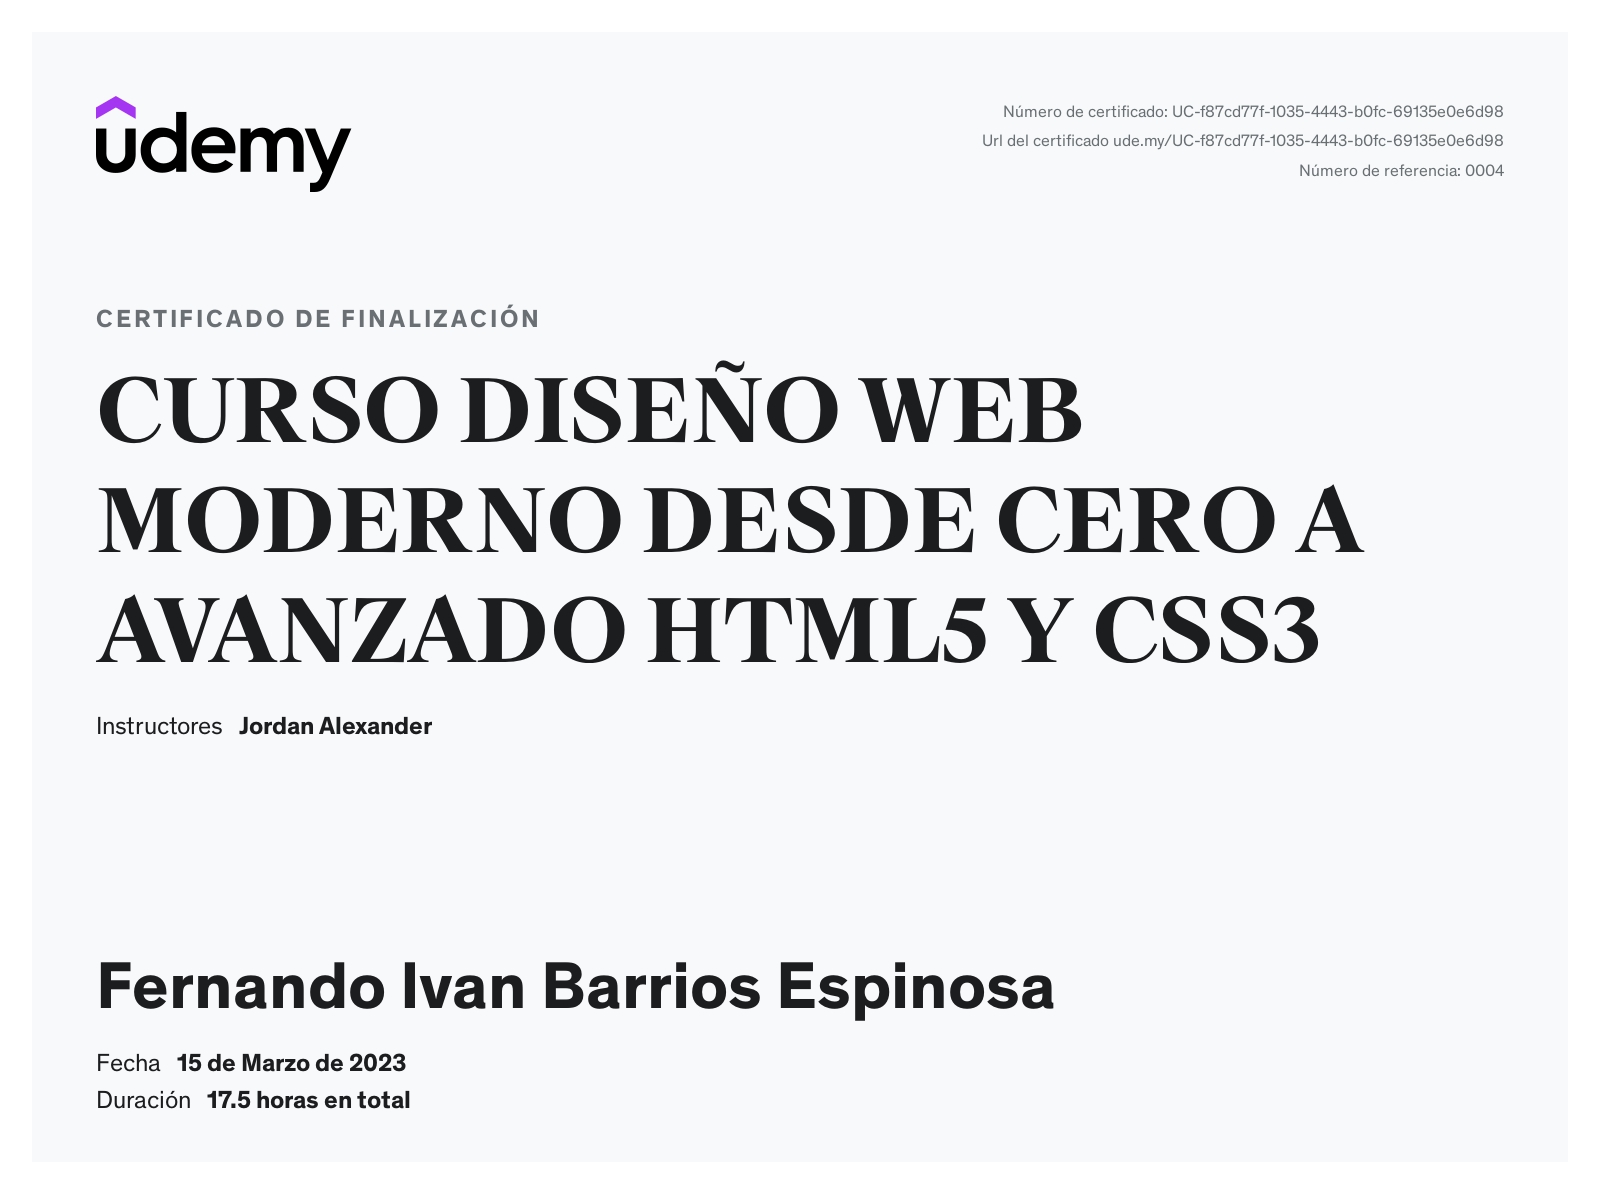 udemy
Número de certificado: UC-f87cd77f-1035-4443-b0fc-69135e0e6d98
Url del certificado ude.my/UC-f87cd77f-1035-4443-b0fc-69135e0e6d98
Número de referencia: 0004
CERTIFICADO DE FINALIZACIÓN
CURSO DISEÑO WEB
MODERNO DESDE CERO A
AVANZADO HTML5 Y CSS3
Instructores Jordan Alexander
Fernando Ivan Barrios Espinosa
Fecha 15 de Marzo de 2023
Duración 17.5 horas en total